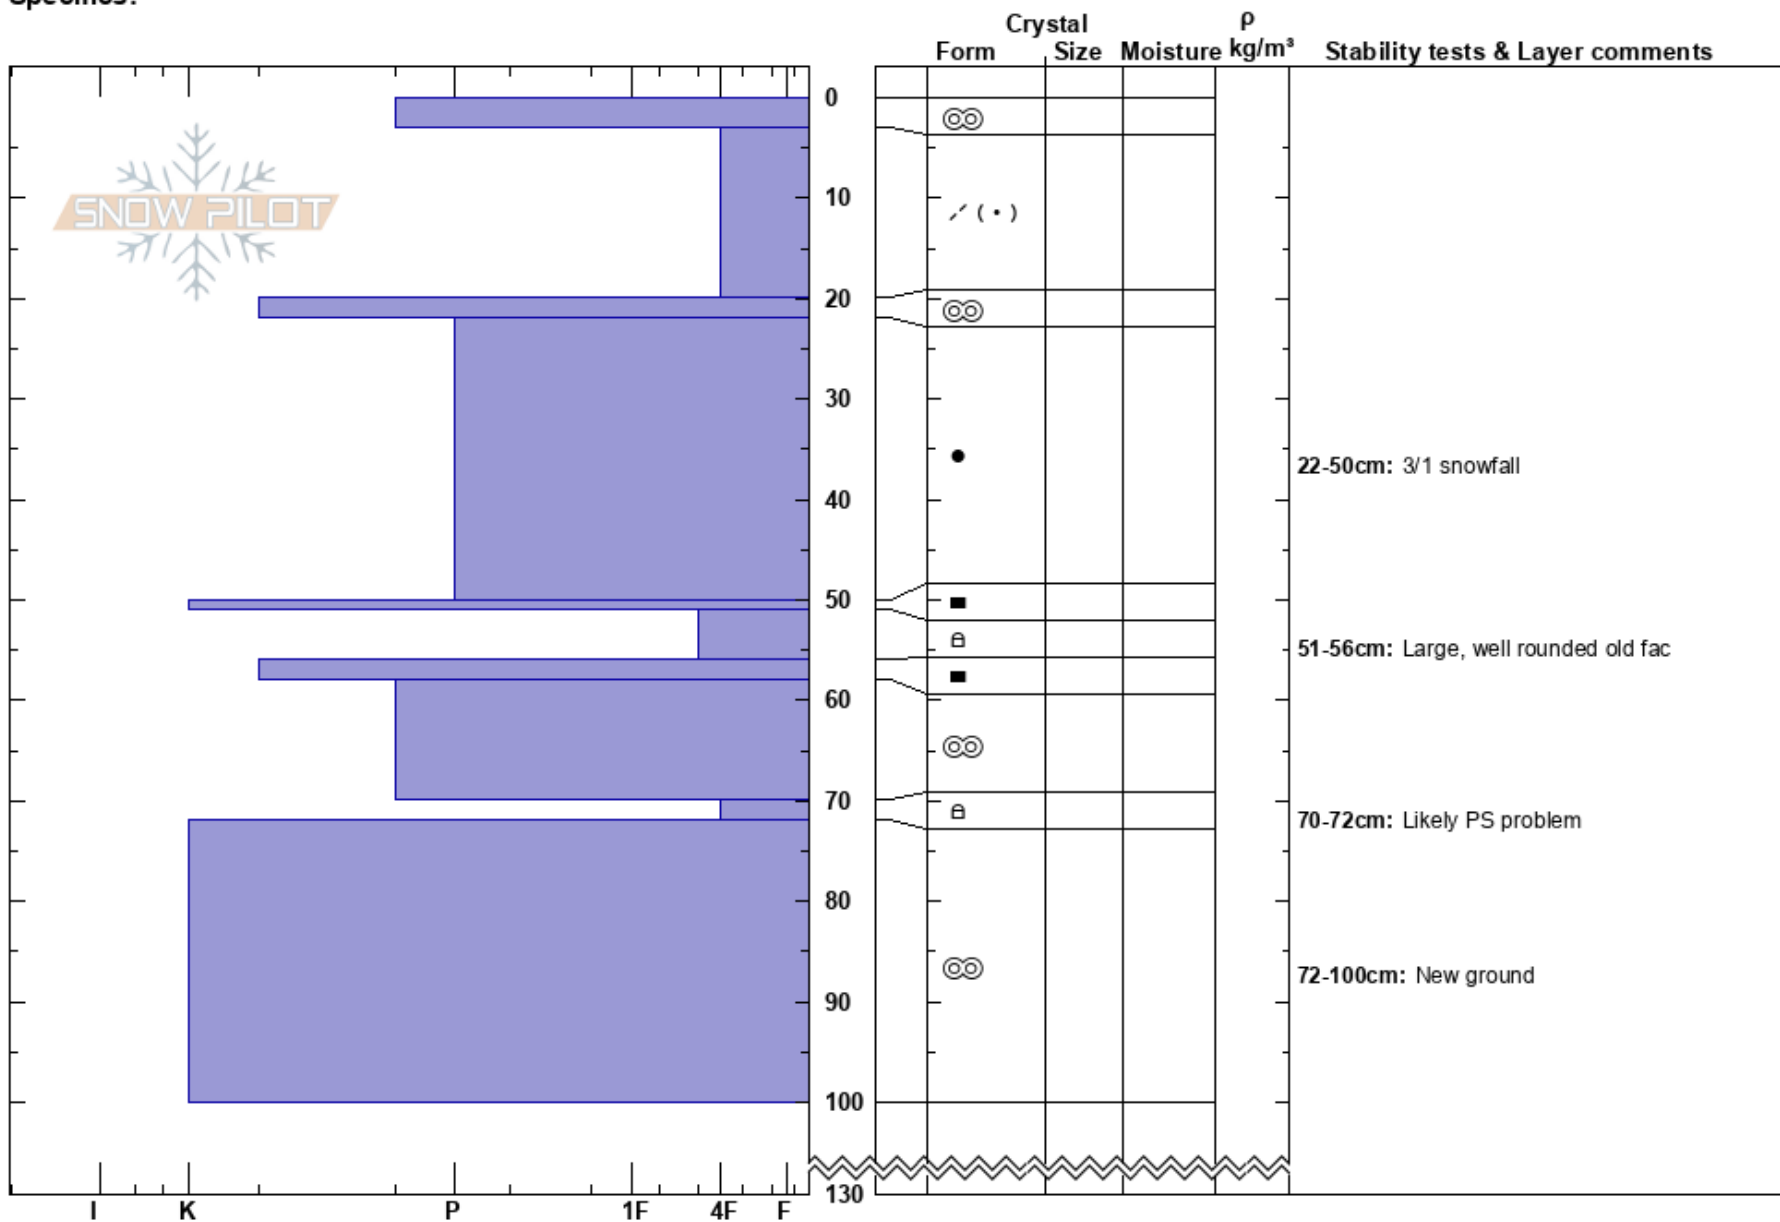 Specifics:
Crystal ρ
Form Size Moisture kg/m³ Stability tests & Layer comments
0
SNOW PILOT
10
20
30
22-50cm: 3/1 snowfall
40
50
51-56cm: Large, well rounded old fac
60
70
70-72cm: Likely PS problem
80
90
72-100cm: New ground
100
130
I K P 1F 4F F